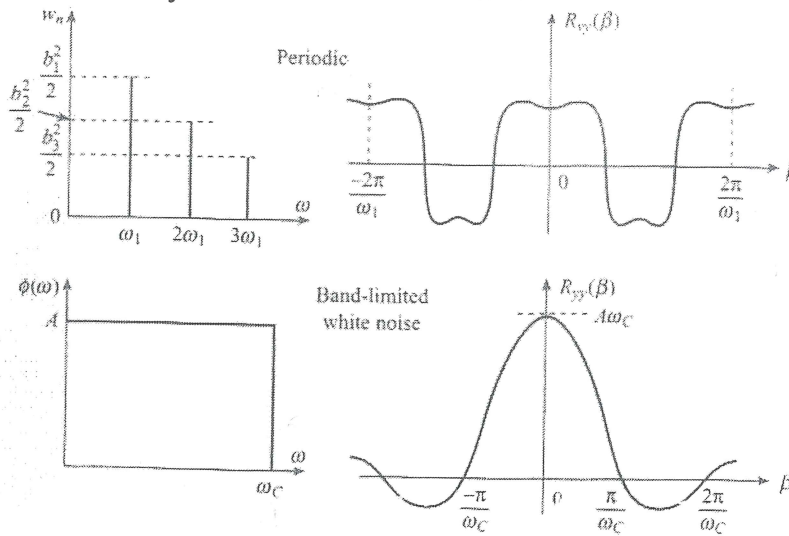 w_n
R_yy(β)
Periodic
b_1^2/2
b_2^2/2
b_3^2/2
0
ω_1 2ω_1 3ω_1
ω
-2π/ω_1
0
2π/ω_1
φ(ω)
A
ω_C
ω
Band-limited
white noise
R_yy(β)
Aω_C
-π/ω_C
0
π/ω_C
2π/ω_C
β